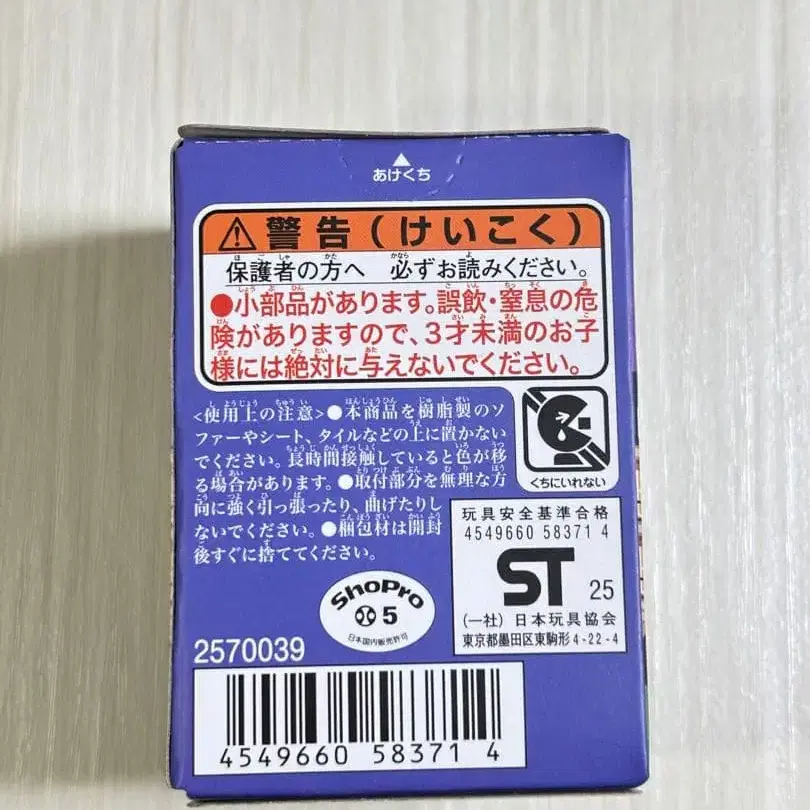 あけくち
⚠警告(けいこく)
保護者の方へ 必ずお読みください。
●小部品があります。誤飲・窒息の危
険がありますので、3才未満のお子
様には絶対に与えないでください。
<使用上の注意>●本商品を樹脂製のソ
ファーやシート、タイルなどの上に置かない
でください。長時間接触していると色が移
る場合があります。●取付部分を無理な方
向に強く引っ張ったり、曲げたりし
ないでください。●梱包材は開封
後すぐに捨ててください。
くちにいれない
玩具安全基準合格
4549660 58371 4
ST 25
(一社)日本玩具協会
東京都墨田区東駒形4-22-4
ShoPro
5
日本国内販売許可
2570039
4549660 58371 4